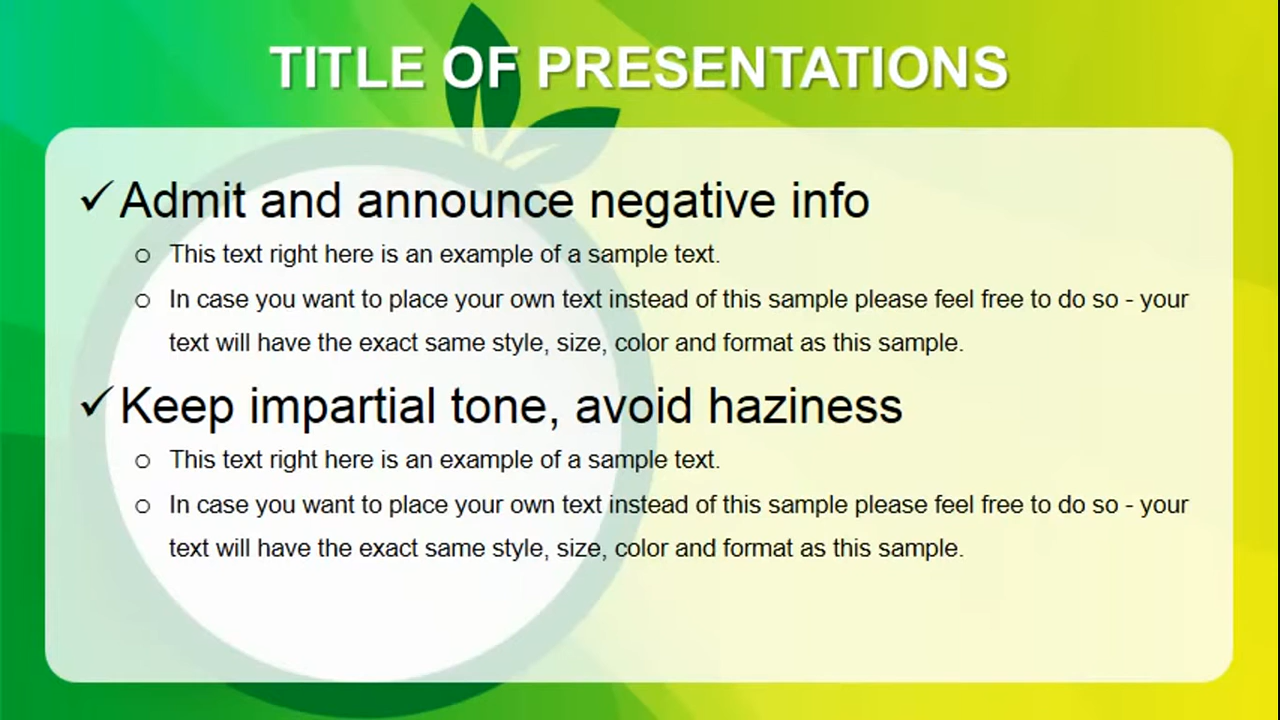 TITLE OF PRESENTATIONS
✓ Admit and announce negative info
o This text right here is an example of a sample text.
o In case you want to place your own text instead of this sample please feel free to do so - your
text will have the exact same style, size, color and format as this sample.
✓ Keep impartial tone, avoid haziness
o This text right here is an example of a sample text.
o In case you want to place your own text instead of this sample please feel free to do so - your
text will have the exact same style, size, color and format as this sample.